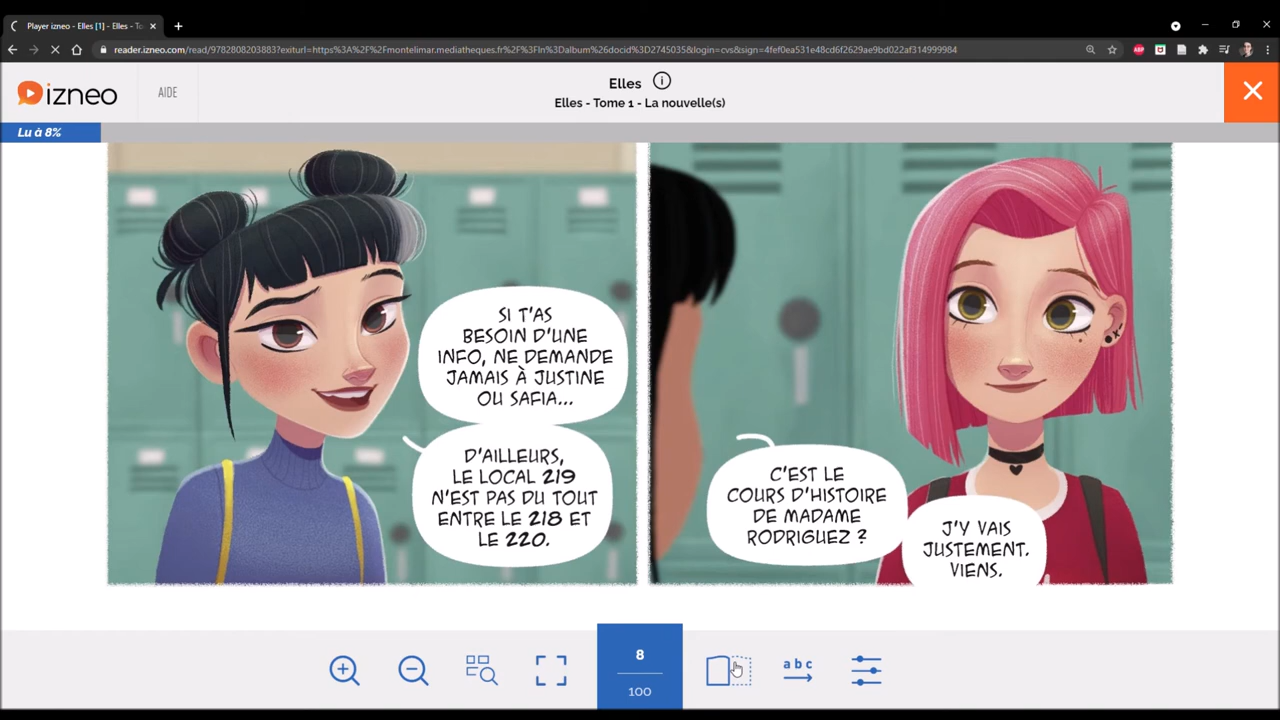 Player izneo - Elles [1] - Elles - To
reader.izneo.com/read/9782808203883?exiturl=https%3A%2F%2Fmontelimar.mediatheques.fr%2F%2Fln%3Dalbum%26docid%3D2745035&login=cvs&sign=4fef0ea531e48cd6f2629ae9bd022af314999984
ABP
izneo
AIDE
Elles
Elles - Tome 1 - La nouvelle(s)
Lu à 8%
SI T'AS
BESOIN D'UNE
INFO, NE DEMANDE
JAMAIS À JUSTINE
OU SAFIA...
D'AILLEURS,
LE LOCAL 219
N'EST PAS DU TOUT
ENTRE LE 218 ET
LE 220.
C'EST LE
COURS D'HISTOIRE
DE MADAME
RODRIGUEZ ?
J'Y VAIS
JUSTEMENT.
VIENS.
8
100
abc